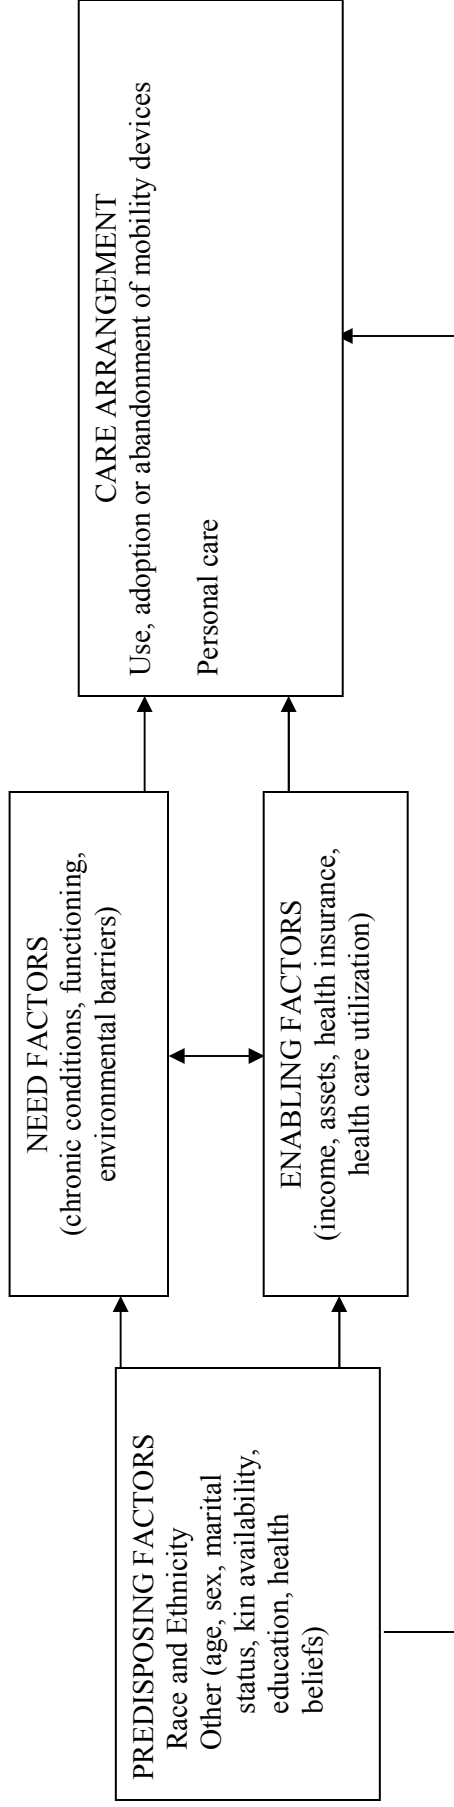 PREDISPOSING FACTORS
Race and Ethnicity
Other (age, sex, marital
status, kin availability,
education, health
beliefs)
NEED FACTORS
(chronic conditions, functioning,
environmental barriers)
ENABLING FACTORS
(income, assets, health insurance,
health care utilization)
CARE ARRANGEMENT
Use, adoption or abandonment of mobility devices
Personal care